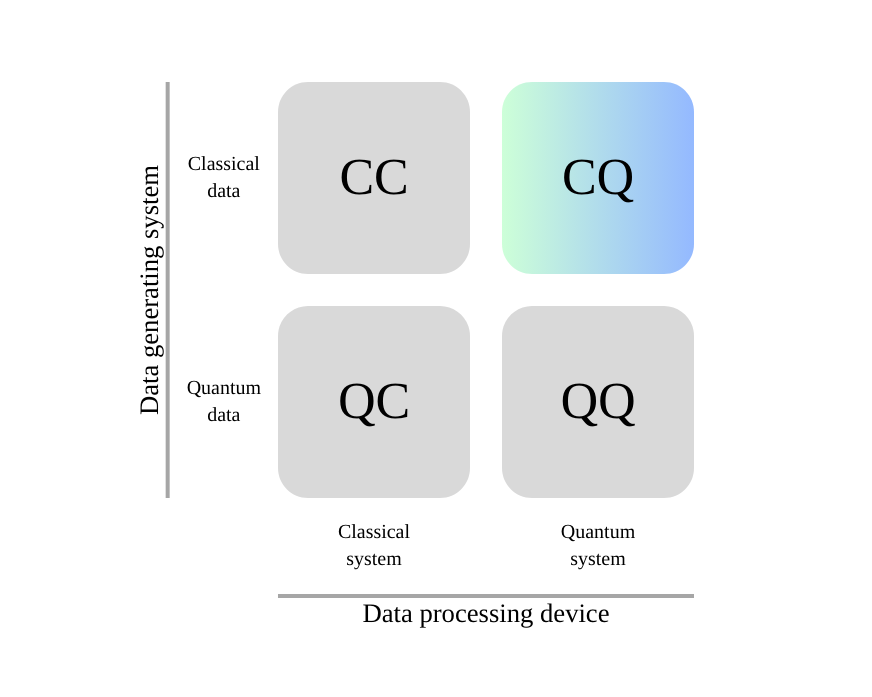 Data generating system
Classical
data
CC
CQ
Quantum
data
QC
QQ
Classical
system
Quantum
system
Data processing device